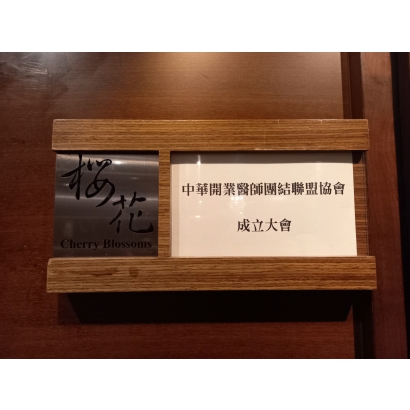 桜花
Cherry Blossoms
中華開業醫師團結聯盟協會
成立大會